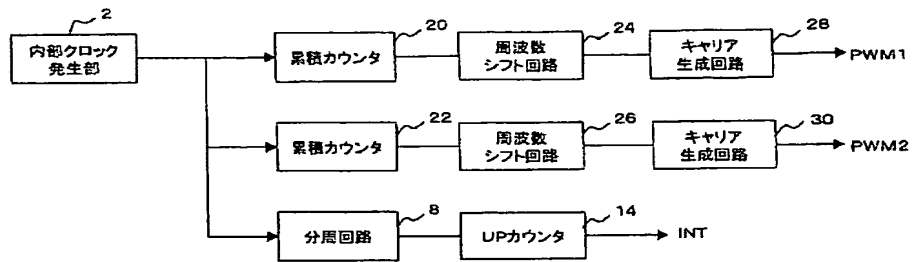 2
内部クロック
発生部
20
累積カウンタ
24
周波数
シフト回路
28
キャリア
生成回路
PWM1
22
累積カウンタ
26
周波数
シフト回路
30
キャリア
生成回路
PWM2
8
分周回路
14
UPカウンタ
INT